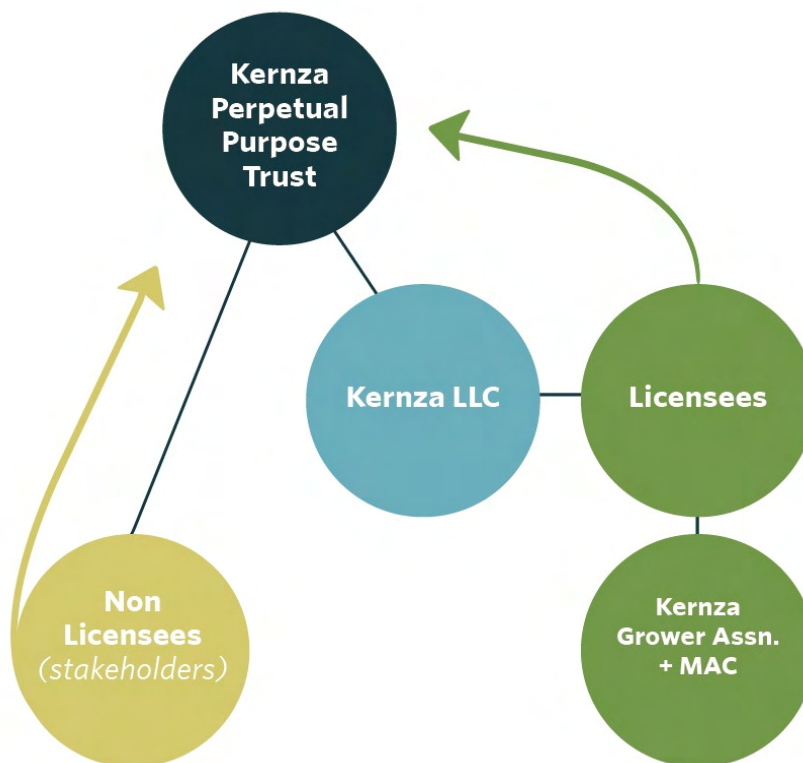 Kernza
Perpetual
Purpose
Trust
Kernza LLC
Licensees
Non
Licensees
(stakeholders)
Kernza
Grower Assn.
+ MAC